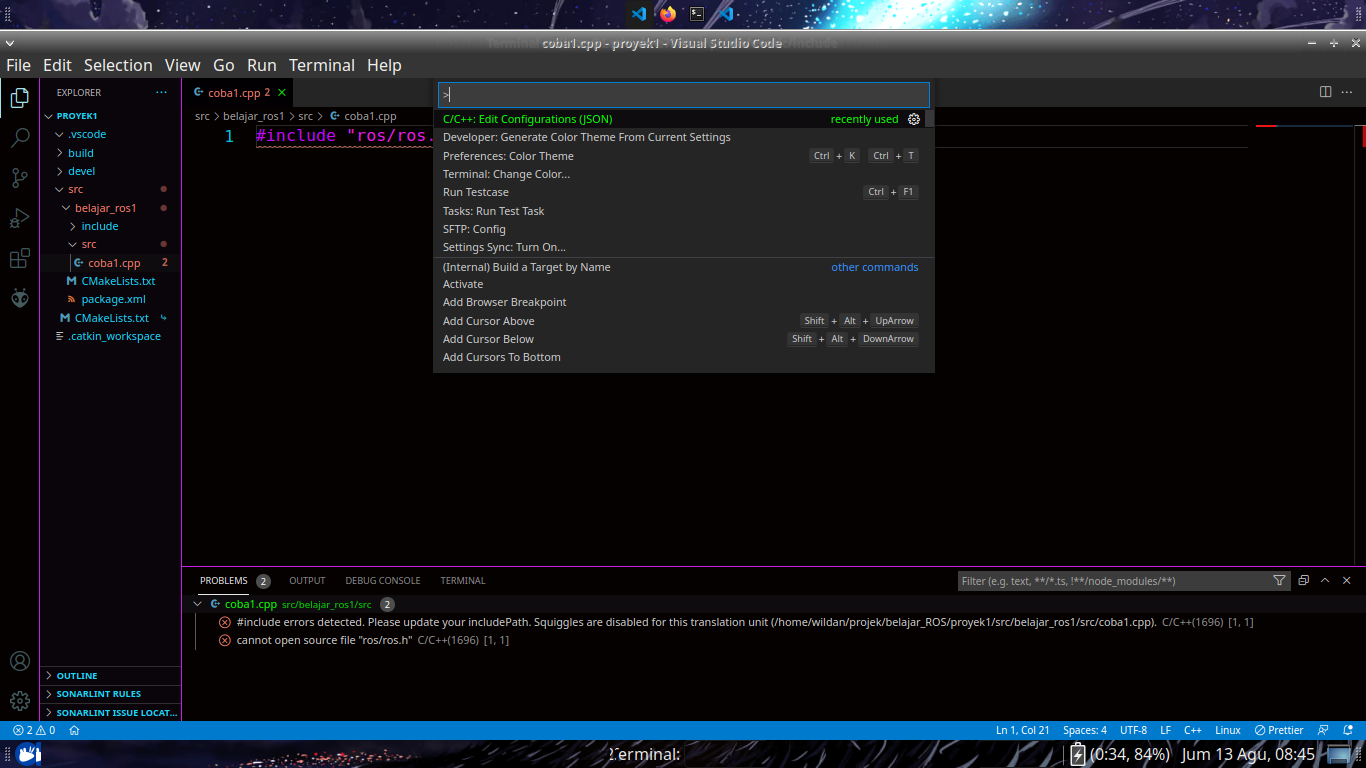 coba1.cpp - proyek1 - Visual Studio Code
File Edit Selection View Go Run Terminal Help
EXPLORER ···
PROYEK1
.vscode
build
devel
src
belajar_ros1
include
src
coba1.cpp 2
CMakeLists.txt
package.xml
CMakeLists.txt
.catkin_workspace
OUTLINE
SONARLINT RULES
SONARLINT ISSUE LOCAT...
coba1.cpp 2
src > belajar_ros1 > src > coba1.cpp
1 #include "ros/ros.
>
C/C++: Edit Configurations (JSON) recently used
Developer: Generate Color Theme From Current Settings
Preferences: Color Theme Ctrl + K Ctrl + T
Terminal: Change Color...
Run Testcase Ctrl + F1
Tasks: Run Test Task
SFTP: Config
Settings Sync: Turn On...
(Internal) Build a Target by Name other commands
Activate
Add Browser Breakpoint
Add Cursor Above Shift + Alt + UpArrow
Add Cursor Below Shift + Alt + DownArrow
Add Cursors To Bottom
PROBLEMS 2 OUTPUT DEBUG CONSOLE TERMINAL Filter (e.g. text, **/*.ts, !**/node_modules/**)
coba1.cpp src/belajar_ros1/src 2
#include errors detected. Please update your includePath. Squiggles are disabled for this translation unit (/home/wildan/projek/belajar_ROS/proyek1/src/belajar_ros1/src/coba1.cpp). C/C++(1696) [1, 1]
cannot open source file "ros/ros.h" C/C++(1696) [1, 1]
2 0 Ln 1, Col 21 Spaces: 4 UTF-8 LF C++ Linux Prettier
erminal: (0:34, 84%) Jum 13 Agu, 08:45